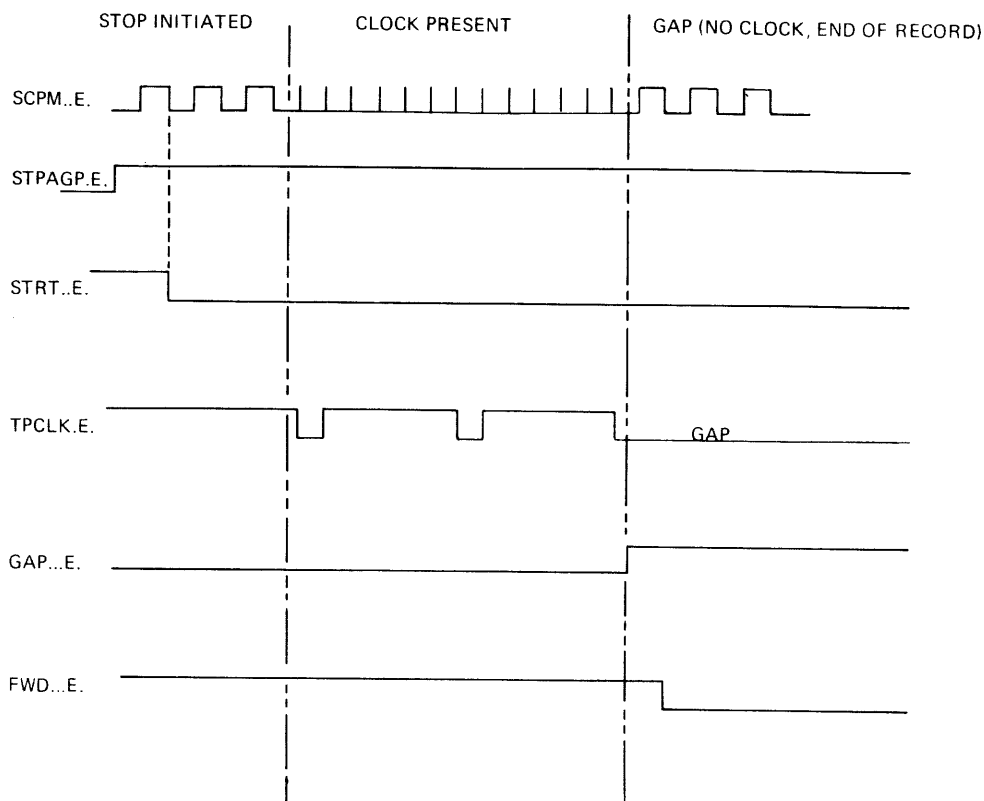 STOP INITIATED
CLOCK PRESENT
GAP (NO CLOCK, END OF RECORD)
SCPM..E.
STPAGP.E.
STRT..E.
TPCLK.E.
GAP
GAP...E.
FWD...E.